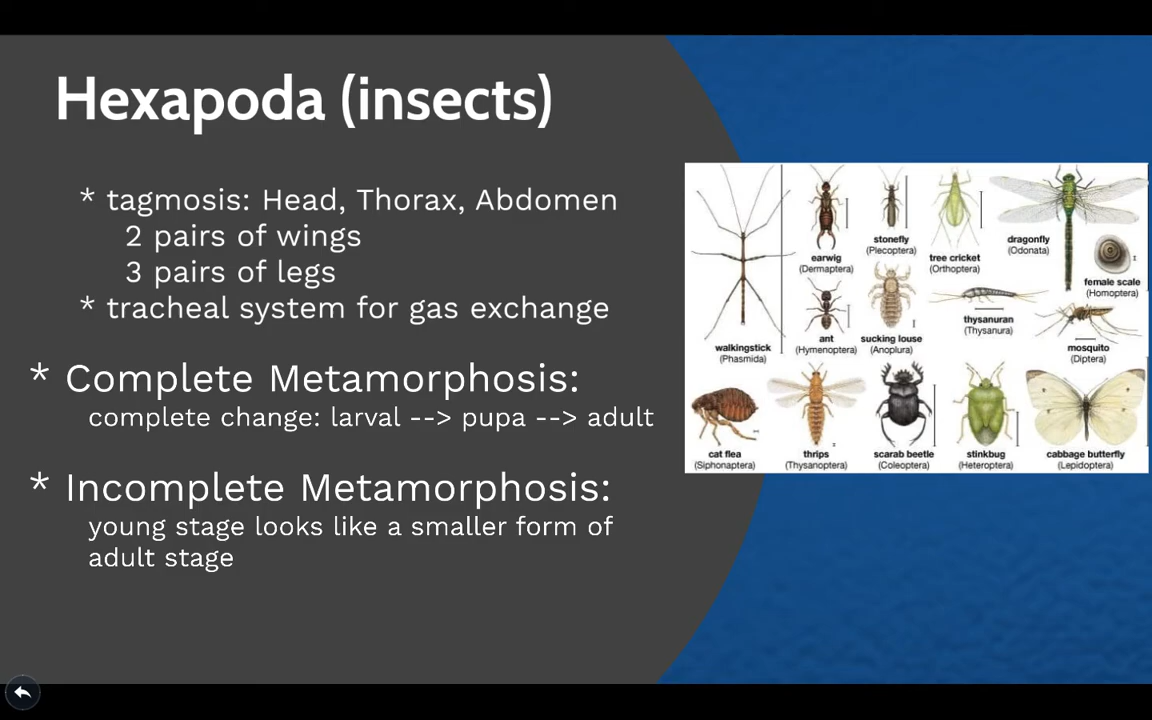 Hexapoda (insects)
* tagmosis: Head, Thorax, Abdomen
2 pairs of wings
3 pairs of legs
* tracheal system for gas exchange
* Complete Metamorphosis:
complete change: larval --> pupa --> adult
* Incomplete Metamorphosis:
young stage looks like a smaller form of
adult stage
walkingstick
(Phasmida)
earwig
(Dermaptera)
stonefly
(Plecoptera)
tree cricket
(Orthoptera)
dragonfly
(Odonata)
female scale
(Homoptera)
ant
(Hymenoptera)
sucking louse
(Anoplura)
thysanuran
(Thysanura)
mosquito
(Diptera)
cat flea
(Siphonaptera)
thrips
(Thysanoptera)
scarab beetle
(Coleoptera)
stinkbug
(Heteroptera)
cabbage butterfly
(Lepidoptera)